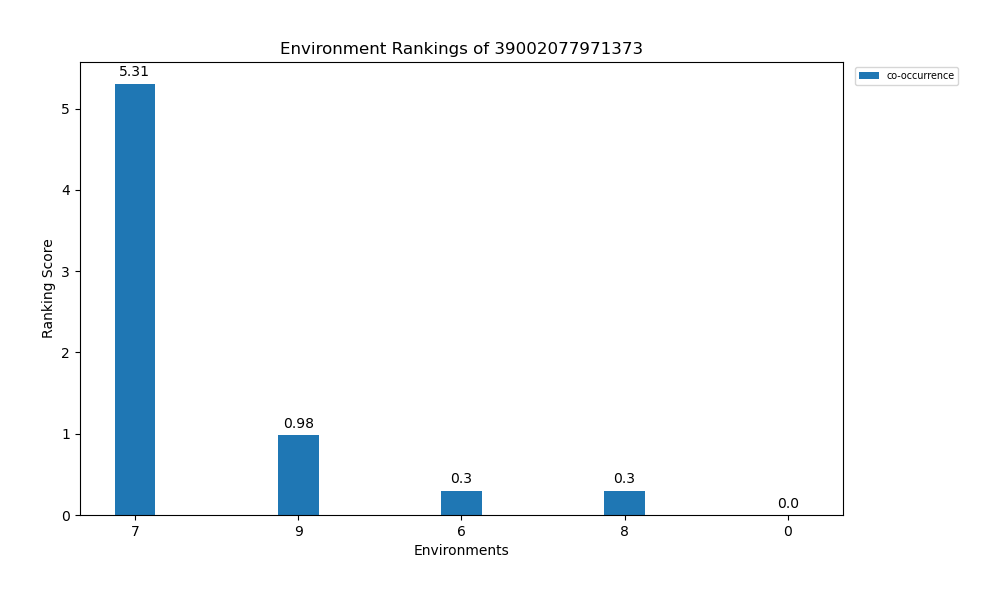 Environment Rankings of 39002077971373
co-occurrence
5.31
0.98
0.3
0.3
0.0
Ranking Score
5
4
3
2
1
0
7 9 6 8 0
Environments